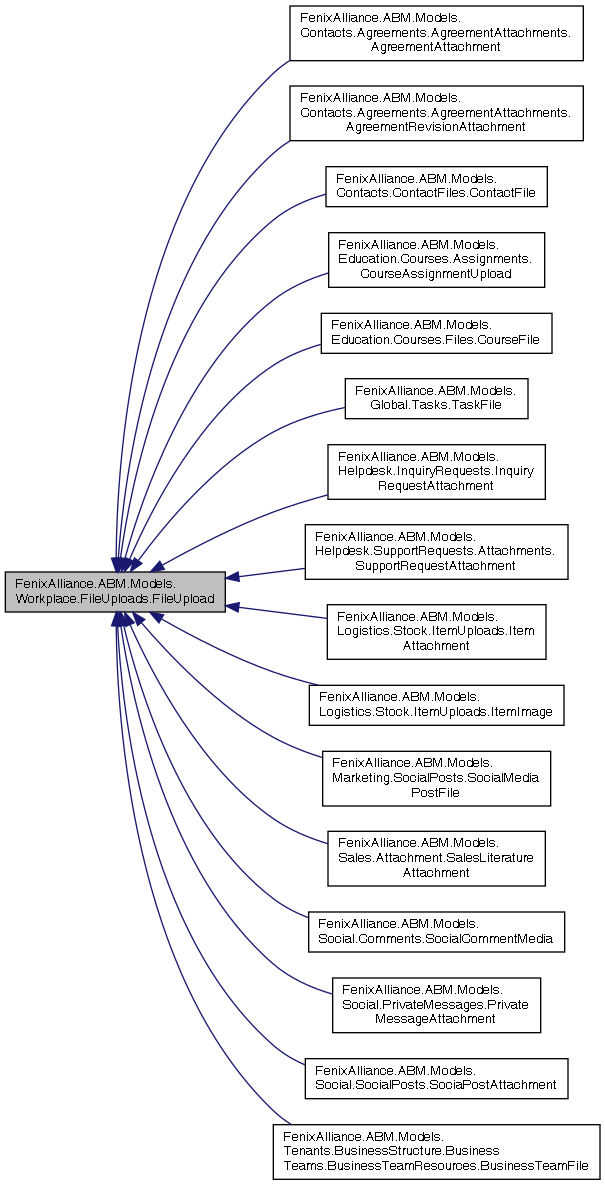 FenixAlliance.ABM.Models.
Contacts.Agreements.AgreementAttachments.
AgreementAttachment
FenixAlliance.ABM.Models.
Contacts.Agreements.AgreementAttachments.
AgreementRevisionAttachment
FenixAlliance.ABM.Models.
Contacts.ContactFiles.ContactFile
FenixAlliance.ABM.Models.
Education.Courses.Assignments.
CourseAssignmentUpload
FenixAlliance.ABM.Models.
Education.Courses.Files.CourseFile
FenixAlliance.ABM.Models.
Global.Tasks.TaskFile
FenixAlliance.ABM.Models.
Helpdesk.InquiryRequests.Inquiry
RequestAttachment
FenixAlliance.ABM.Models.
Helpdesk.SupportRequests.Attachments.
SupportRequestAttachment
FenixAlliance.ABM.Models.
Workplace.FileUploads.FileUpload
FenixAlliance.ABM.Models.
Logistics.Stock.ItemUploads.Item
Attachment
FenixAlliance.ABM.Models.
Logistics.Stock.ItemUploads.ItemImage
FenixAlliance.ABM.Models.
Marketing.SocialPosts.SocialMedia
PostFile
FenixAlliance.ABM.Models.
Sales.Attachment.SalesLiterature
Attachment
FenixAlliance.ABM.Models.
Social.Comments.SocialCommentMedia
FenixAlliance.ABM.Models.
Social.PrivateMessages.Private
MessageAttachment
FenixAlliance.ABM.Models.
Social.SocialPosts.SociaPostAttachment
FenixAlliance.ABM.Models.
Tenants.BusinessStructure.Business
Teams.BusinessTeamResources.BusinessTeamFile